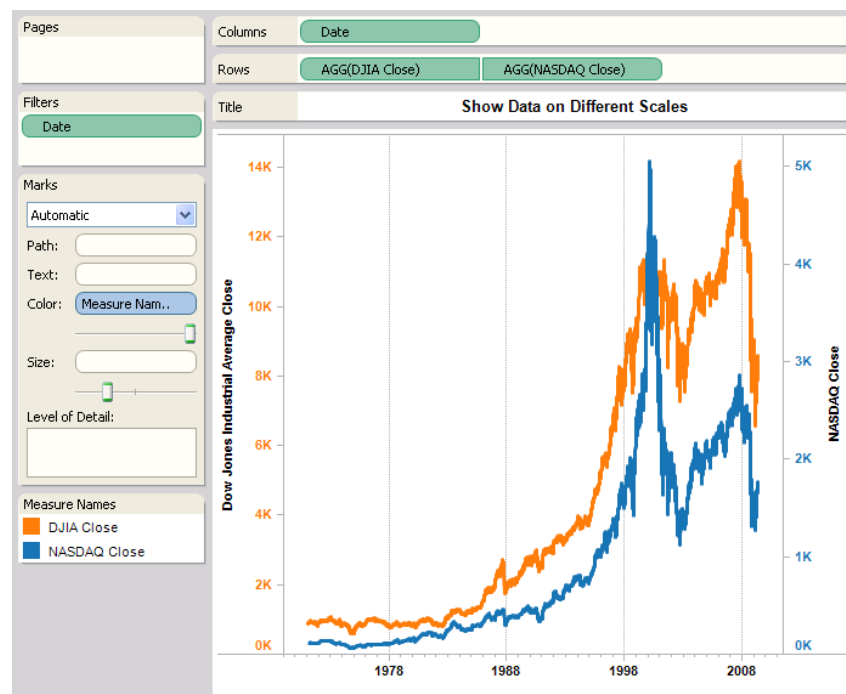 Pages
Columns
Date
Rows
AGG(DJIA Close)
AGG(NASDAQ Close)
Filters
Date
Title
Show Data on Different Scales
Marks
Automatic
Path:
Text:
Color:
Measure Nam..
Size:
Level of Detail:
Measure Names
DJIA Close
NASDAQ Close
Dow Jones Industrial Average Close
14K
12K
10K
8K
6K
4K
2K
0K
5K
4K
3K
2K
1K
0K
NASDAQ Close
1978
1988
1998
2008